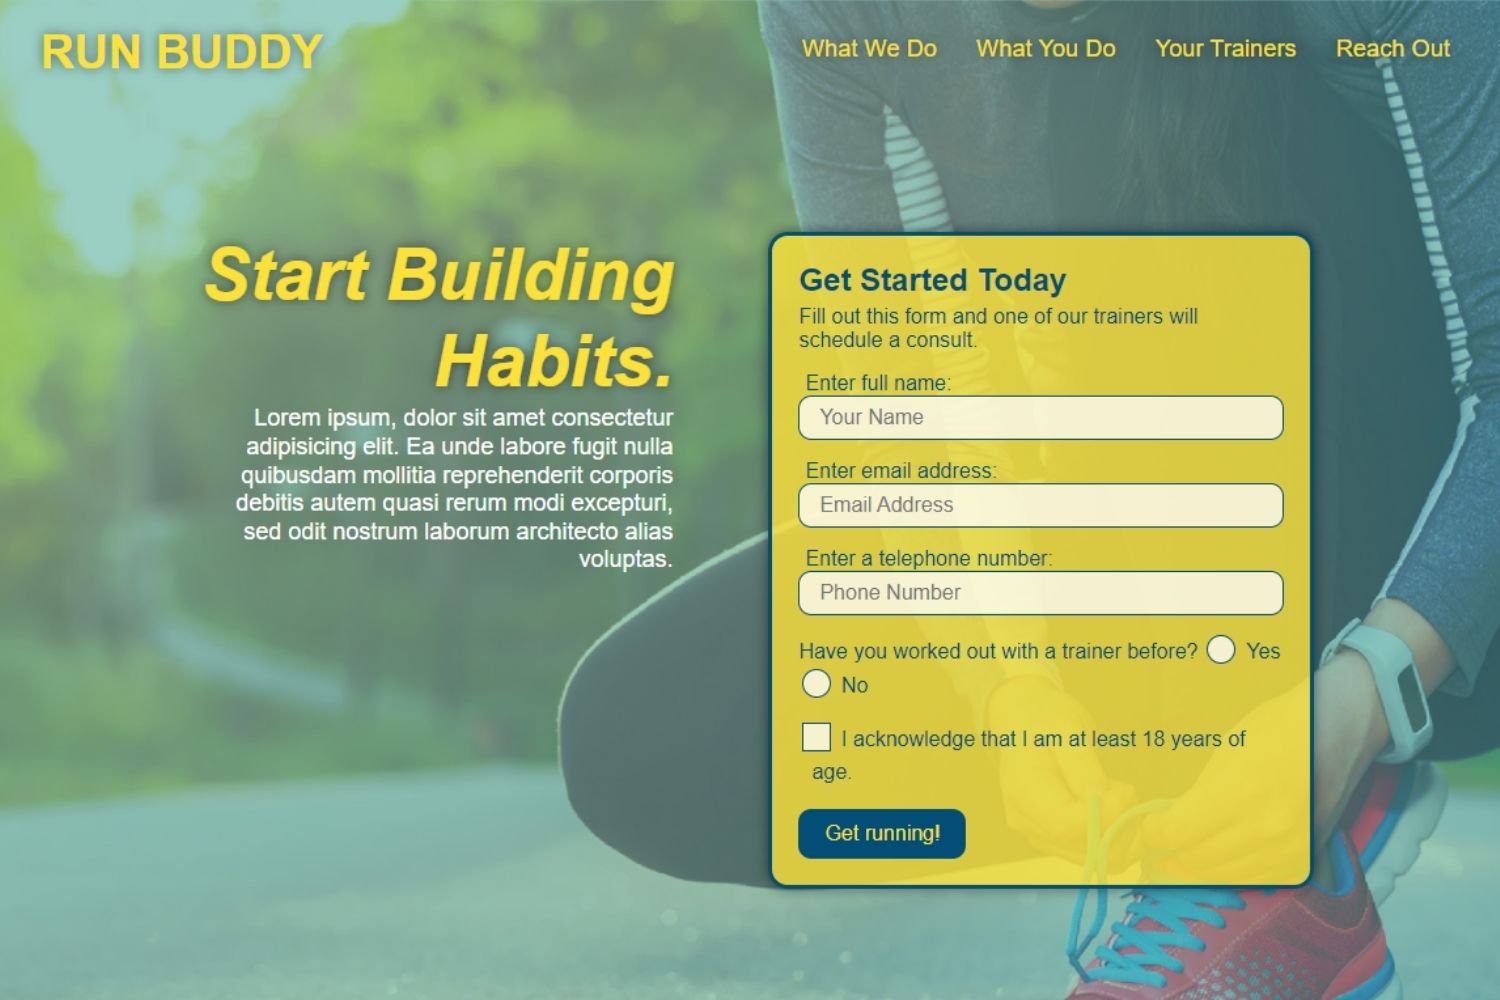 RUN BUDDY
What We Do
What You Do
Your Trainers
Reach Out
Start Building
Habits.
Lorem ipsum, dolor sit amet consectetur
adipisicing elit. Ea unde labore fugit nulla
quibusdam mollitia reprehenderit corporis
debitis autem quasi rerum modi excepturi,
sed odit nostrum laborum architecto alias
voluptas.
Get Started Today
Fill out this form and one of our trainers will
schedule a consult.
Enter full name:
Your Name
Enter email address:
Email Address
Enter a telephone number:
Phone Number
Have you worked out with a trainer before? Yes
No
I acknowledge that I am at least 18 years of
age.
Get running!